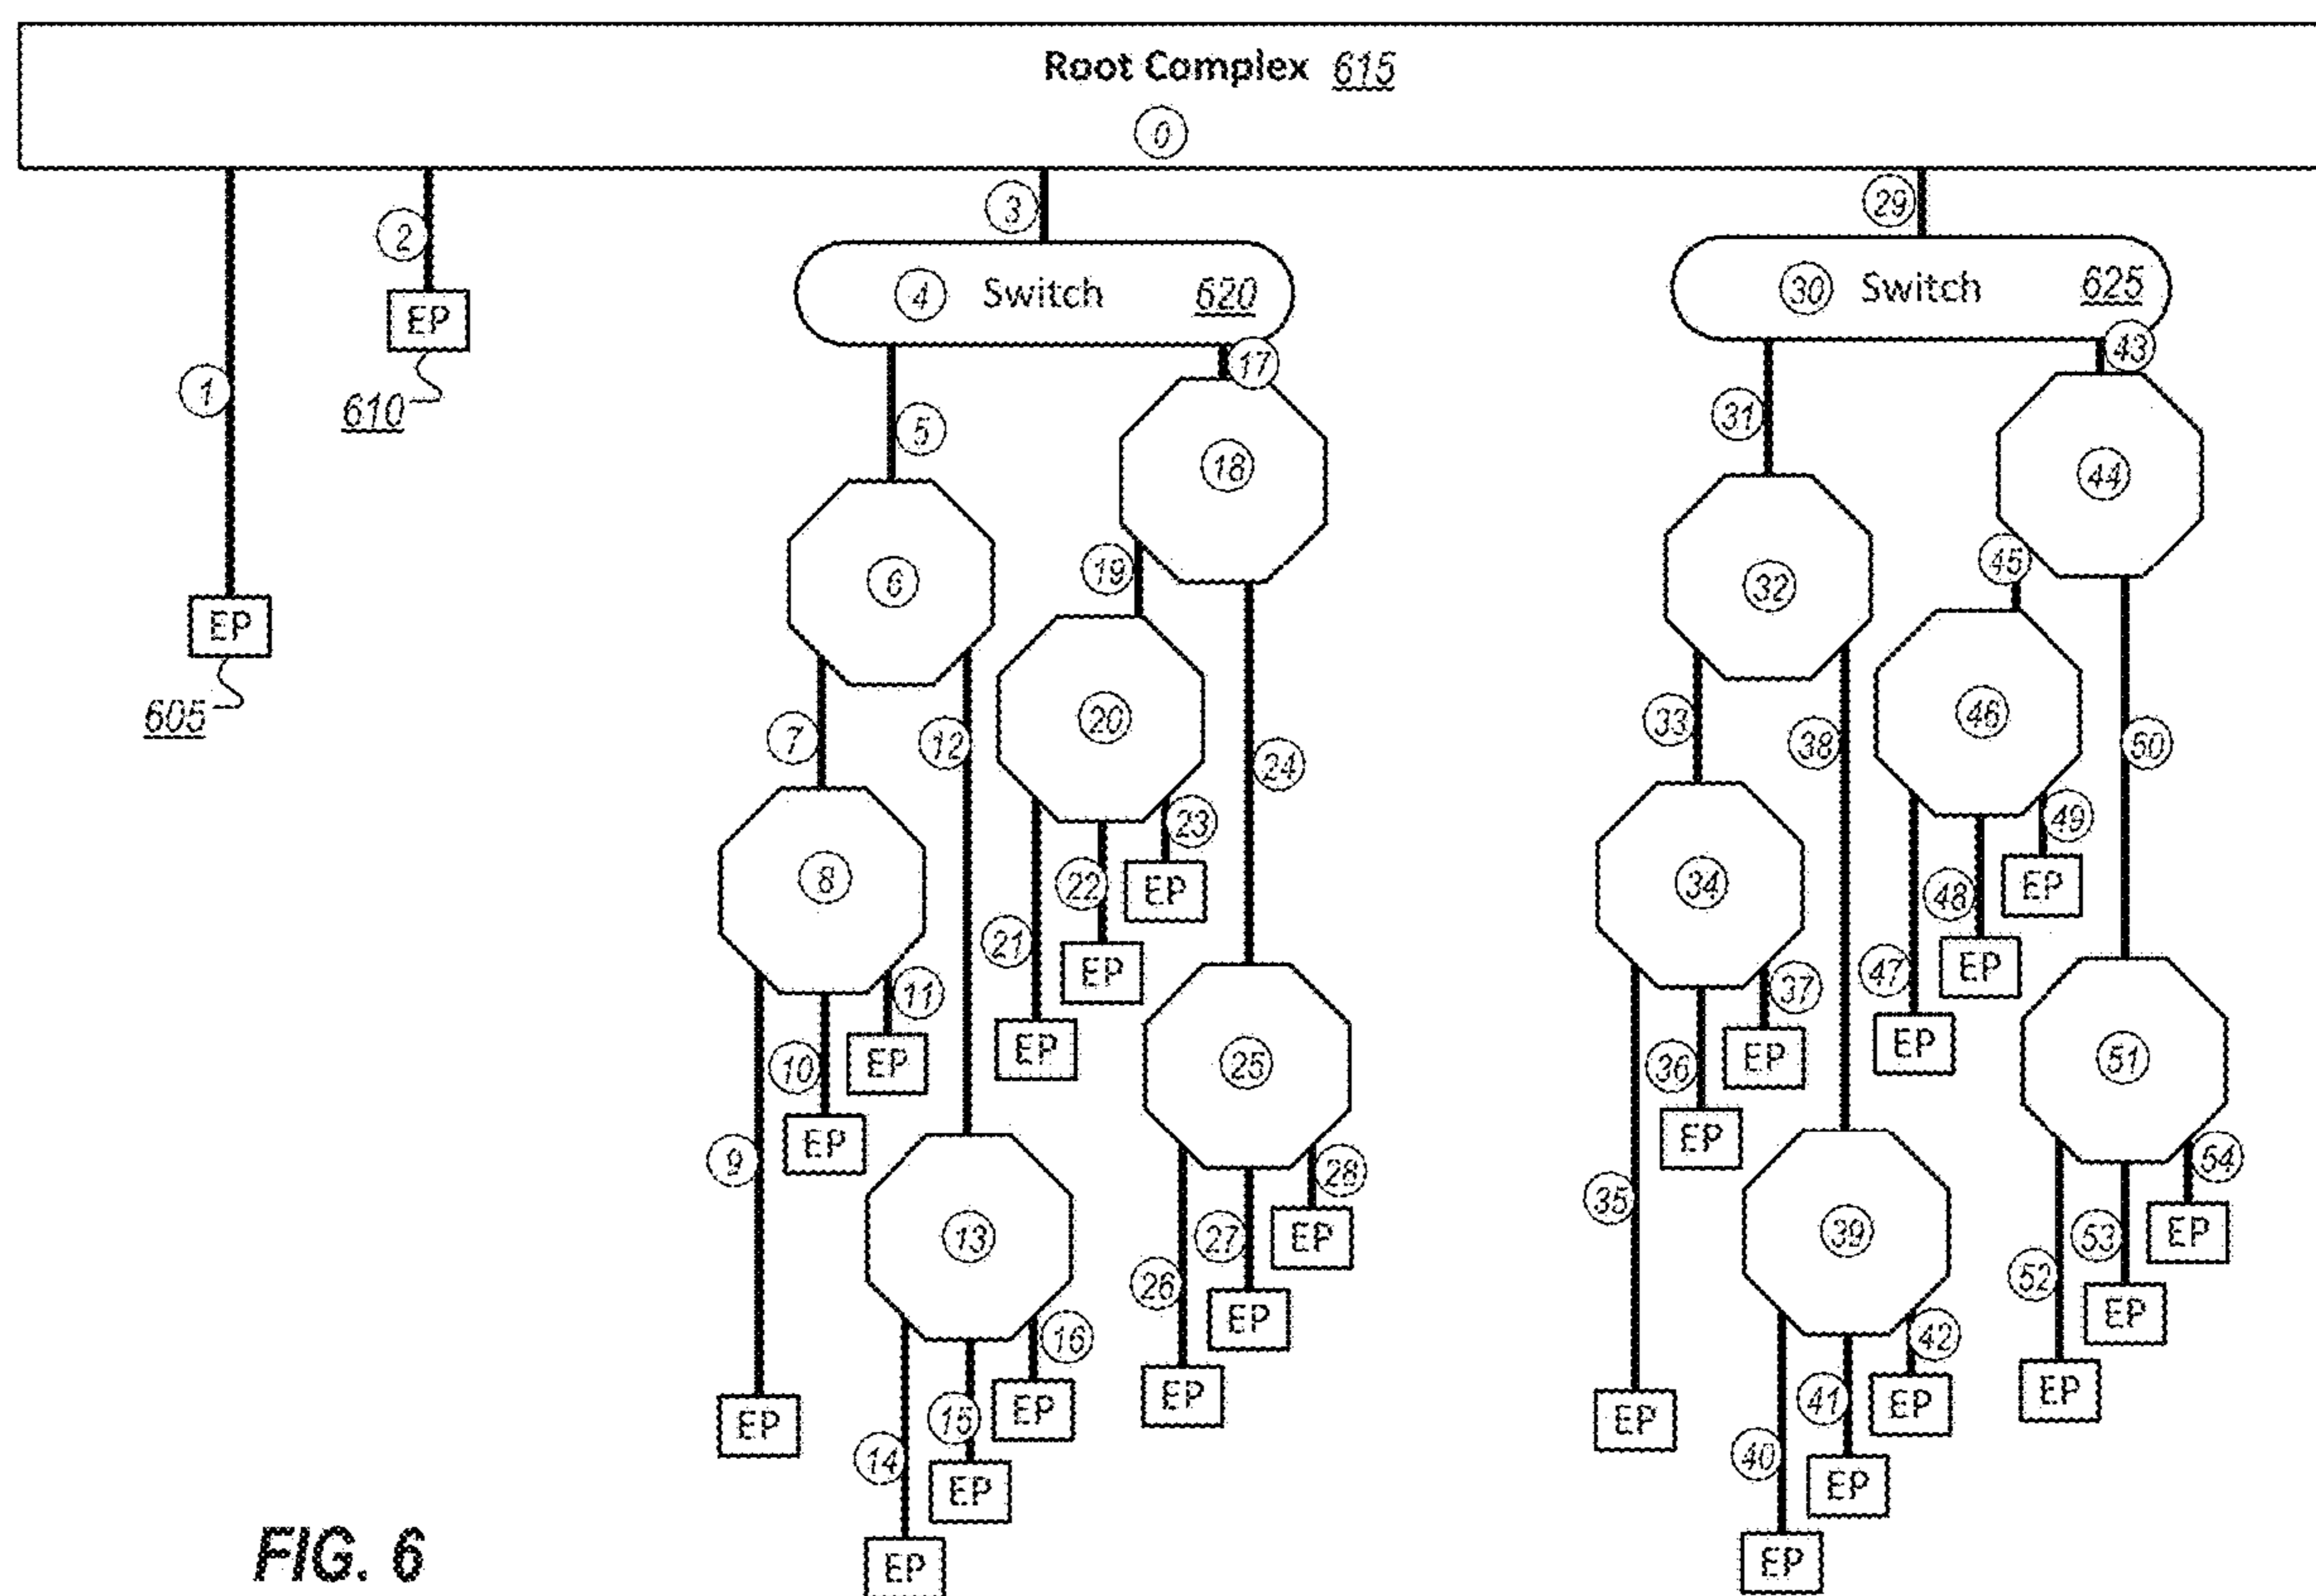 Root Complex 615
0
3
29
2
4 Switch 620
30 Switch 625
EP
17
43
1
610
31
5
18
44
19
45
6
32
EP
605
20
46
7
12
33
38
24
50
23
49
8
22
EP
34
48
EP
21
EP
47
EP
11
37
10
EP
EP
25
36
EP
EP
51
9
EP
EP
28
54
35
13
27
EP
39
53
EP
26
52
16
EP
42
EP
15
EP
EP
41
EP
EP
EP
EP
14
EP
40
EP
FIG. 6
EP
EP